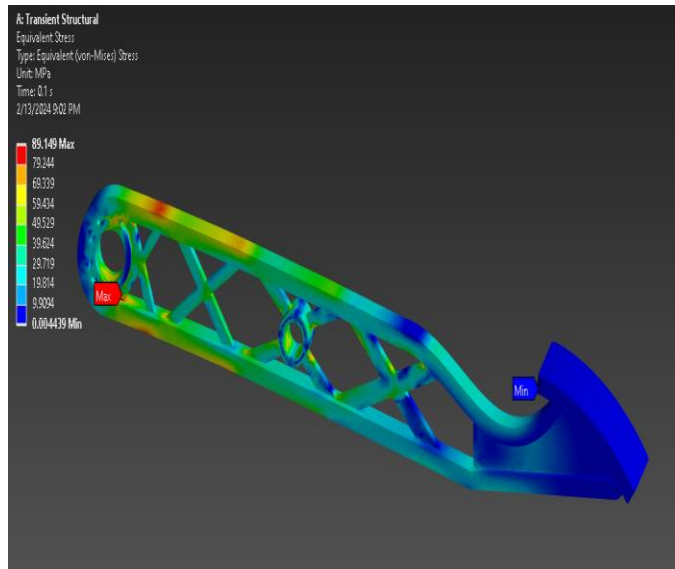 A: Transient Structural
Equivalent Stress
Type: Equivalent (von-Mises) Stress
Unit: MPa
Time: 0.1 s
2/13/2024 9:02 PM
89.149 Max
79.244
69.339
59.434
49.529
39.624
29.719
19.814
9.9094
0.004439 Min
Max
Min